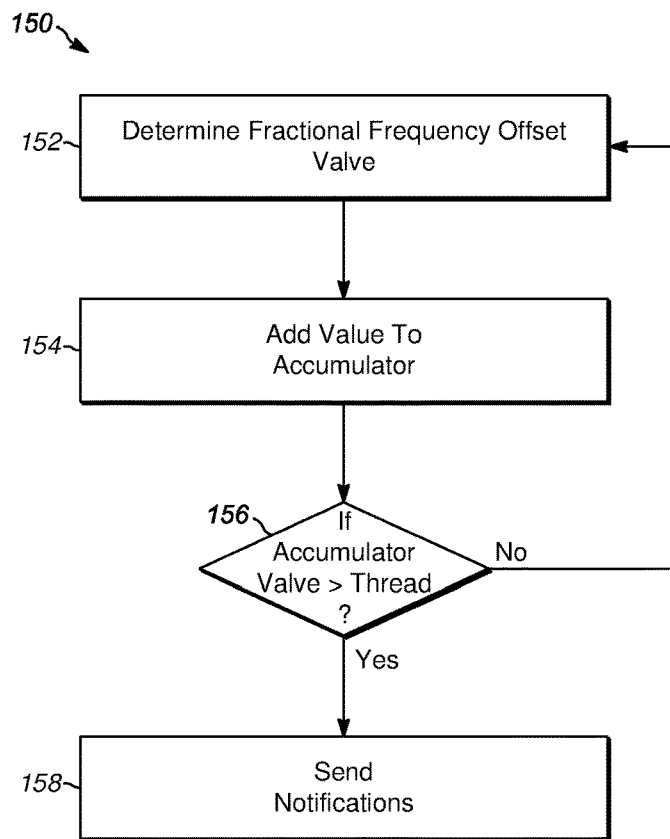 150
152
Determine Fractional Frequency Offset
Valve
154
Add Value To
Accumulator
156
If
Accumulator
Valve > Thread
?
No
Yes
158
Send
Notifications